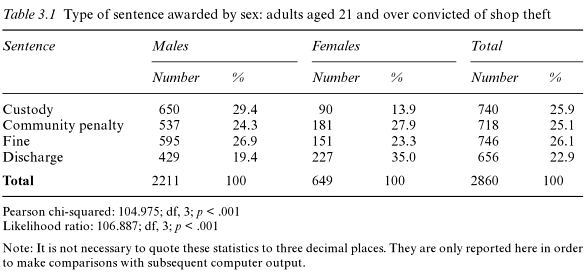 Table 3.1 Type of sentence awarded by sex: adults aged 21 and over convicted of shop theft
Sentence Males Females Total
Number % Number % Number %
Custody 650 29.4 90 13.9 740 25.9
Community penalty 537 24.3 181 27.9 718 25.1
Fine 595 26.9 151 23.3 746 26.1
Discharge 429 19.4 227 35.0 656 22.9
Total 2211 100 649 100 2860 100
Pearson chi-squared: 104.975; df, 3; p < .001
Likelihood ratio: 106.887; df, 3; p < .001
Note: It is not necessary to quote these statistics to three decimal places. They are only reported here in order
to make comparisons with subsequent computer output.